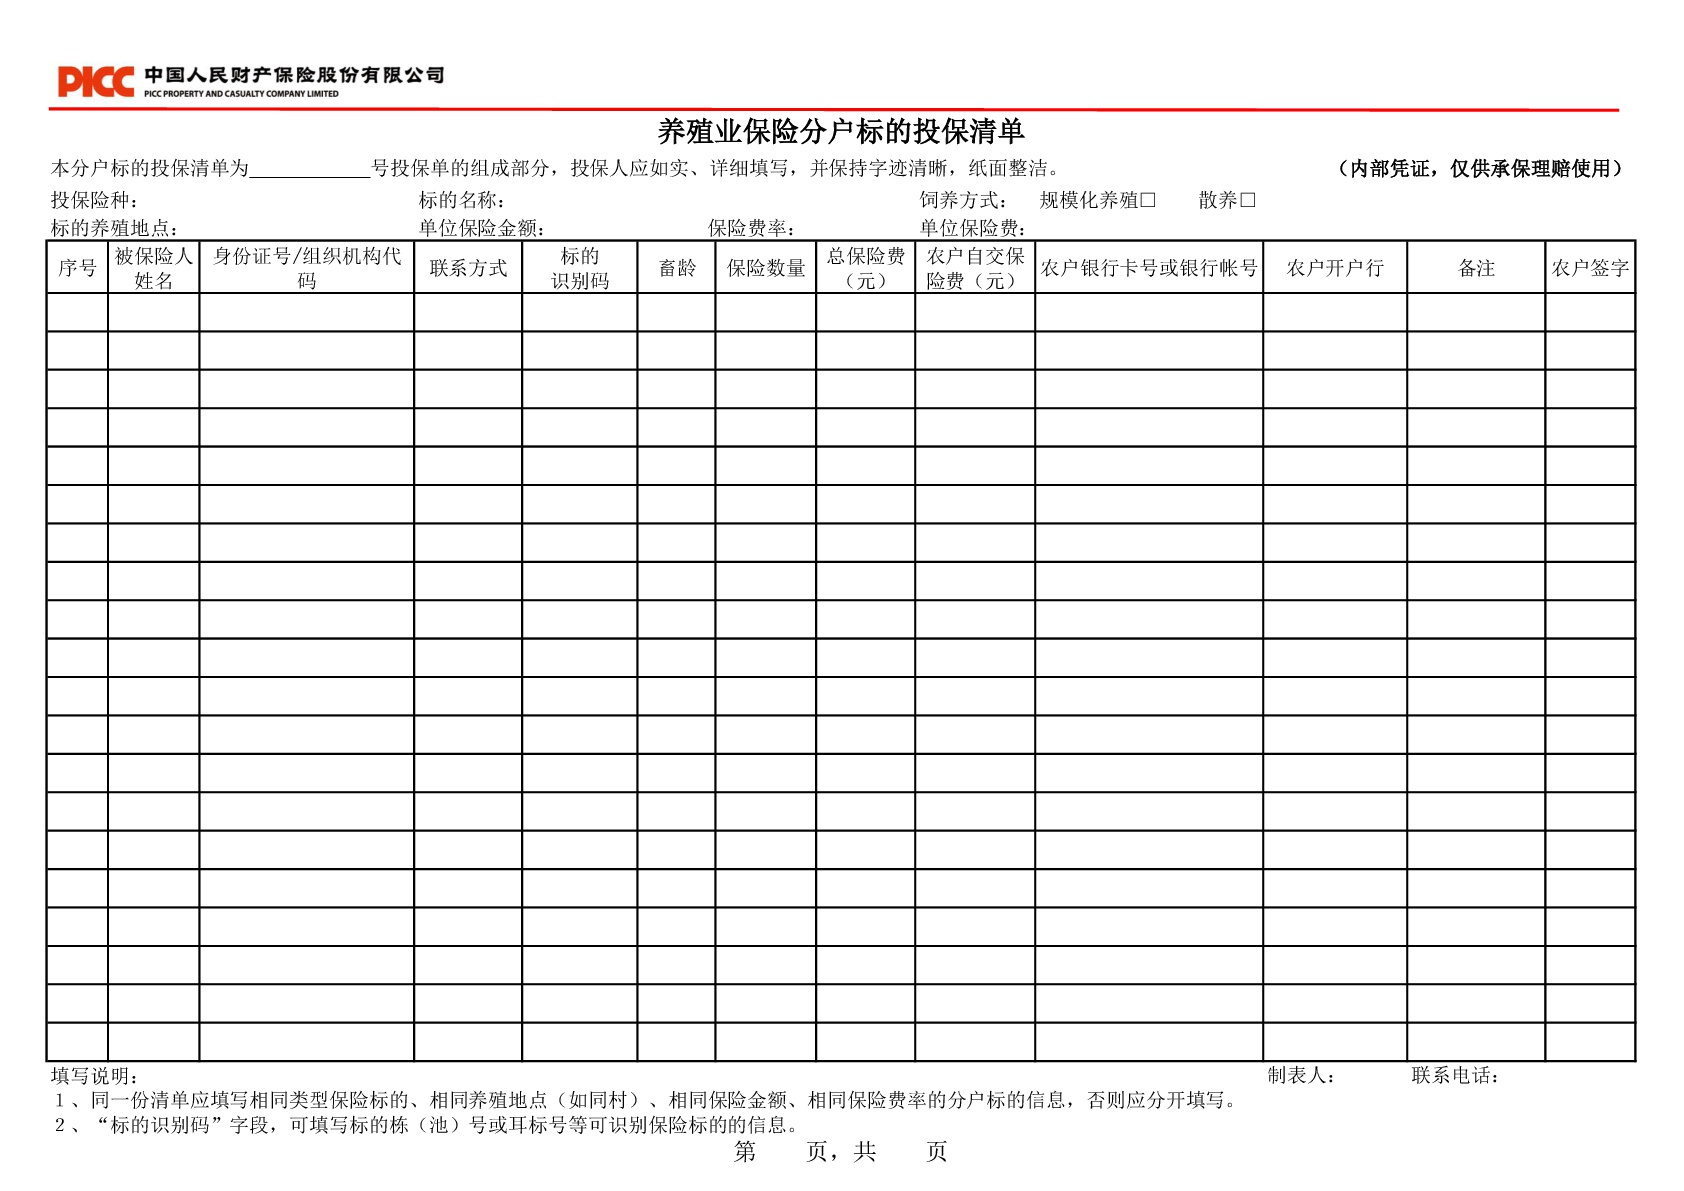 PICC 中国人民财产保险股份有限公司
PICC PROPERTY AND CASUALTY COMPANY LIMITED
养殖业保险分户标的投保清单
本分户标的投保清单为____________号投保单的组成部分，投保人应如实、详细填写，并保持字迹清晰，纸面整洁。 （内部凭证，仅供承保理赔使用）
投保险种： 标的名称： 饲养方式： 规模化养殖□ 散养□
标的养殖地点： 单位保险金额： 保险费率： 单位保险费：
序号 被保险人姓名 身份证号/组织机构代码 联系方式 标的识别码 畜龄 保险数量 总保险费（元） 农户自交保险费（元） 农户银行卡号或银行帐号 农户开户行 备注 农户签字
填写说明： 制表人： 联系电话：
１、同一份清单应填写相同类型保险标的、相同养殖地点（如同村）、相同保险金额、相同保险费率的分户标的信息，否则应分开填写。
２、“标的识别码”字段，可填写标的栋（池）号或耳标号等可识别保险标的的信息。
第 页，共 页